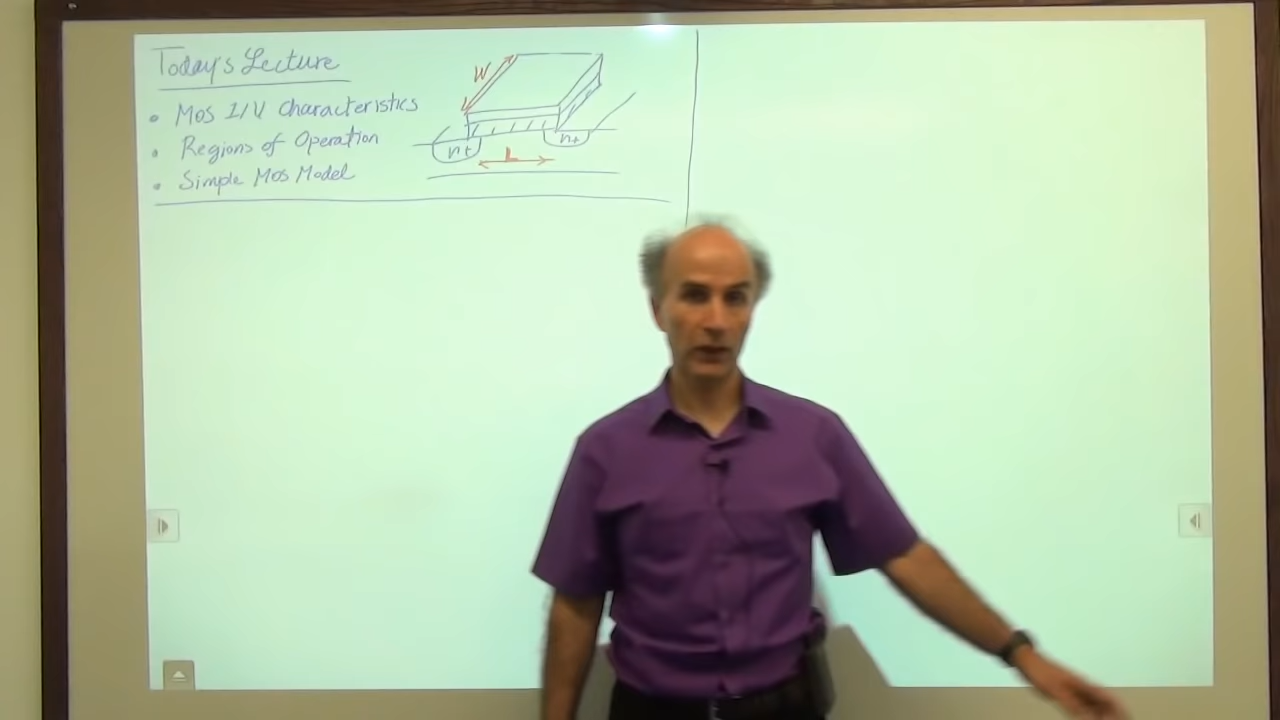 Today's Lecture
• Mos I/V Characteristics
• Regions of Operation
• Simple Mos Model
W
n+
n+
L